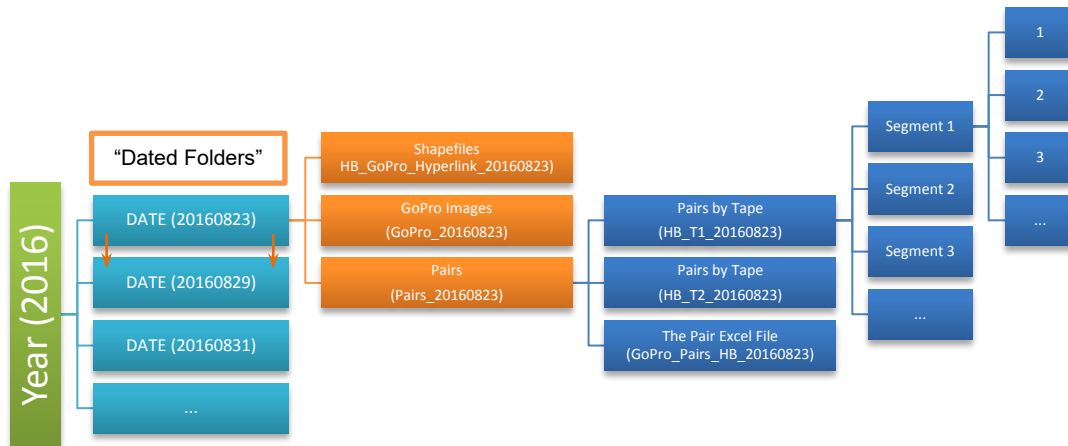 Year (2016)
“Dated Folders”
DATE (20160823)
DATE (20160829)
DATE (20160831)
...
Shapefiles
HB_GoPro_Hyperlink_20160823)
GoPro Images
(GoPro_20160823)
Pairs
(Pairs_20160823)
Pairs by Tape
(HB_T1_20160823)
Pairs by Tape
(HB_T2_20160823)
The Pair Excel File
(GoPro_Pairs_HB_20160823)
Segment 1
Segment 2
Segment 3
...
1
2
3
...